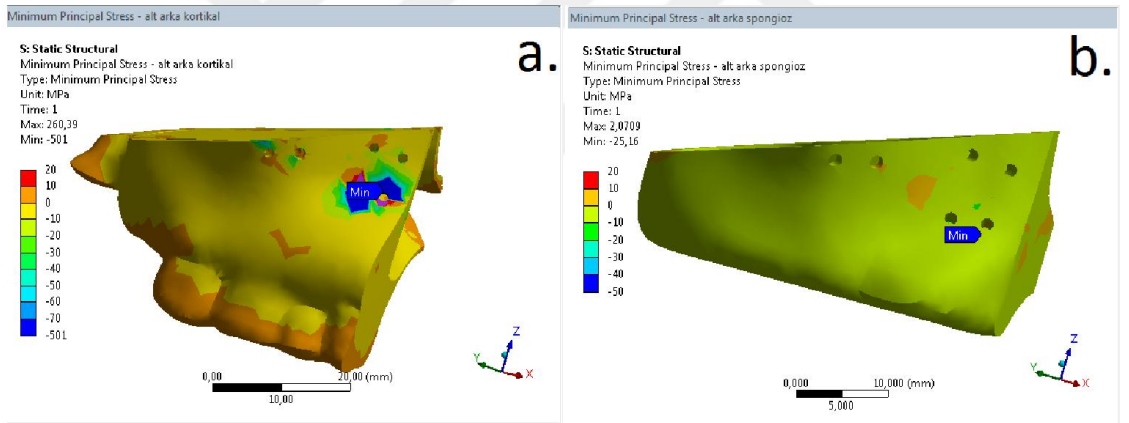 Minimum Principal Stress - alt arka kortikal
S: Static Structural
Minimum Principal Stress - alt arka kortikal
Type: Minimum Principal Stress
Unit: MPa
Time: 1
Max: 260,39
Min: -501
a.
20
10
0
-10
-20
-30
-40
-50
-60
-70
-501
Min
Z
Y
X
0,00
20,00 (mm)
10,00
Minimum Principal Stress - alt arka spongioz
S: Static Structural
Minimum Principal Stress - alt arka spongioz
Type: Minimum Principal Stress
Unit: MPa
Time: 1
Max: 2,0709
Min: -25,16
b.
20
10
0
-10
-20
-30
-40
-50
Min
Z
Y
X
0,000
10,000 (mm)
5,000